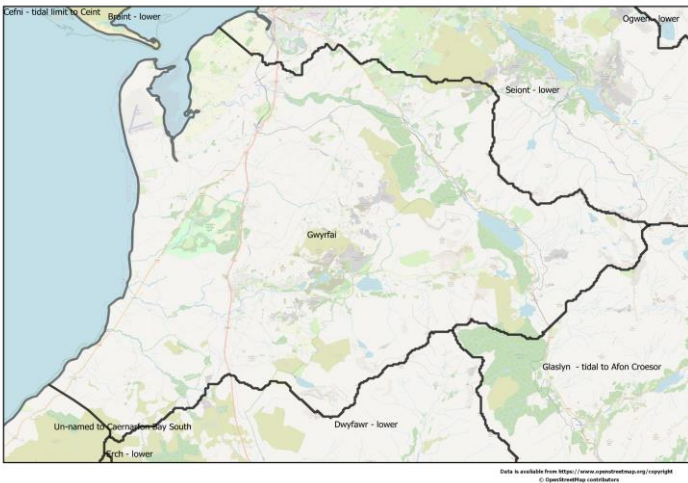 Cefni - tidal limit to Ceint
Braint - lower
Ogwen - lower
Seiont - lower
Gwyrfai
Glaslyn - tidal to Afon Croesor
Un-named to Caernarfon Bay South
Dwyfawr - lower
Erch - lower
Data is available from https://www.openstreetmap.org/copyright
© OpenStreetMap contributors